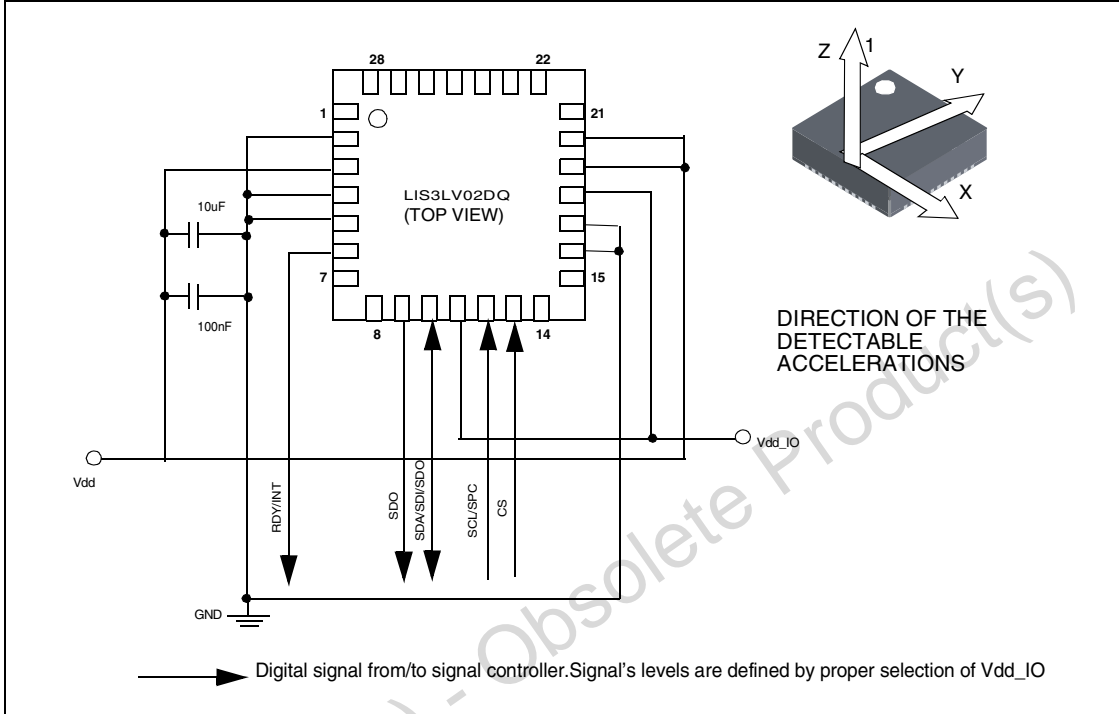 28
22
1
21
LIS3LV02DQ
(TOP VIEW)
10uF
7
15
100nF
8
14
Z
1
Y
X
DIRECTION OF THE
DETECTABLE
ACCELERATIONS
Vdd_IO
Vdd
RDY/INT
SDO
SDA/SDI/SDO
SCL/SPC
CS
GND
Digital signal from/to signal controller.Signal's levels are defined by proper selection of Vdd_IO
) - Obsolete Product(s)